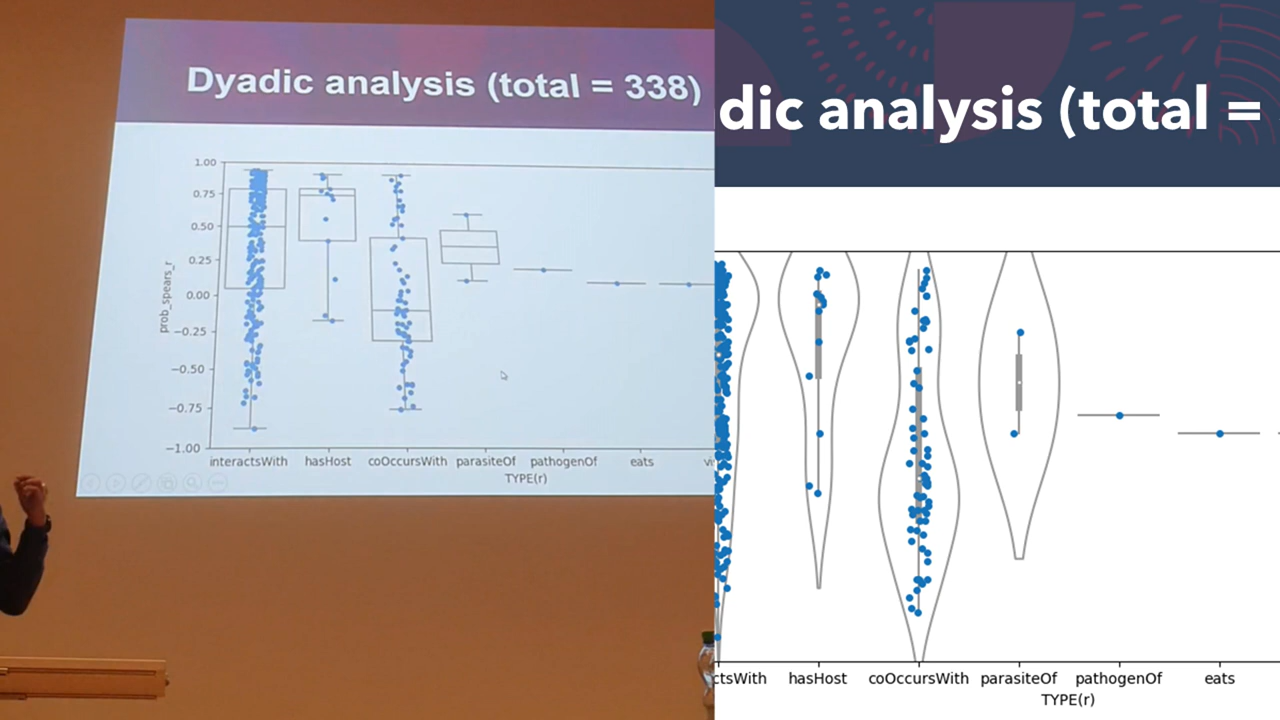 Dyadic analysis (total = 338)
1.00
0.75
0.50
0.25
0.00
−0.25
−0.50
−0.75
−1.00
prob_spears_r
interactsWith hasHost coOccursWith parasiteOf pathogenOf eats
TYPE(r)
dic analysis (total =
ctsWith hasHost coOccursWith parasiteOf pathogenOf eats
TYPE(r)